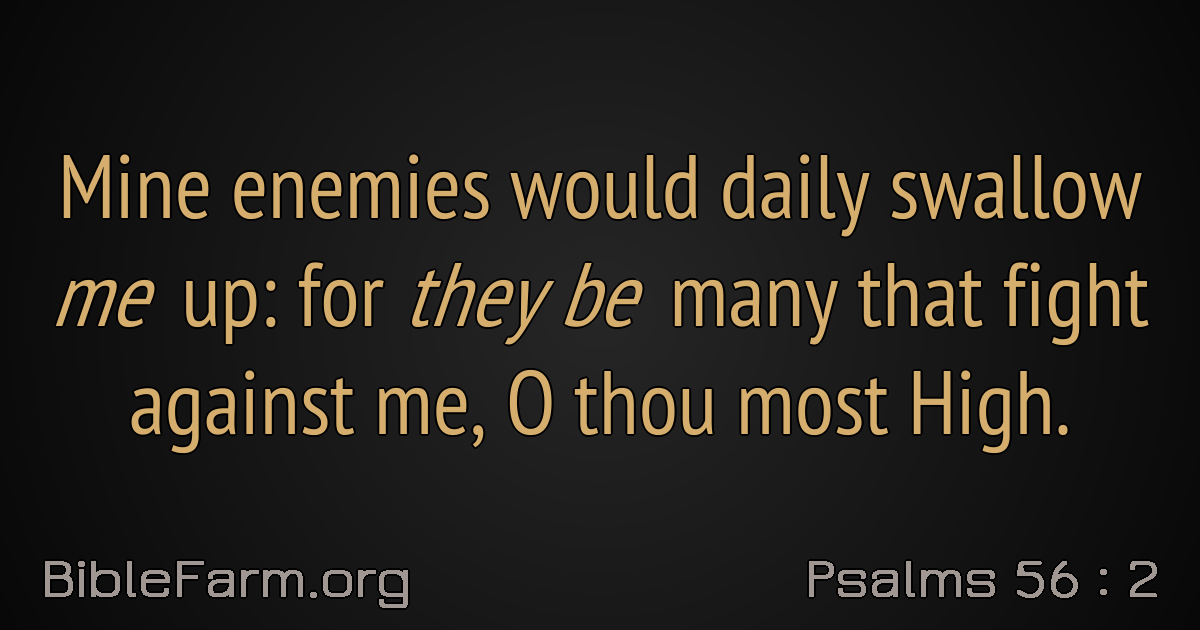 Mine enemies would daily swallow
me up: for they be many that fight
against me, O thou most High.
BibleFarm.org
Psalms 56 : 2